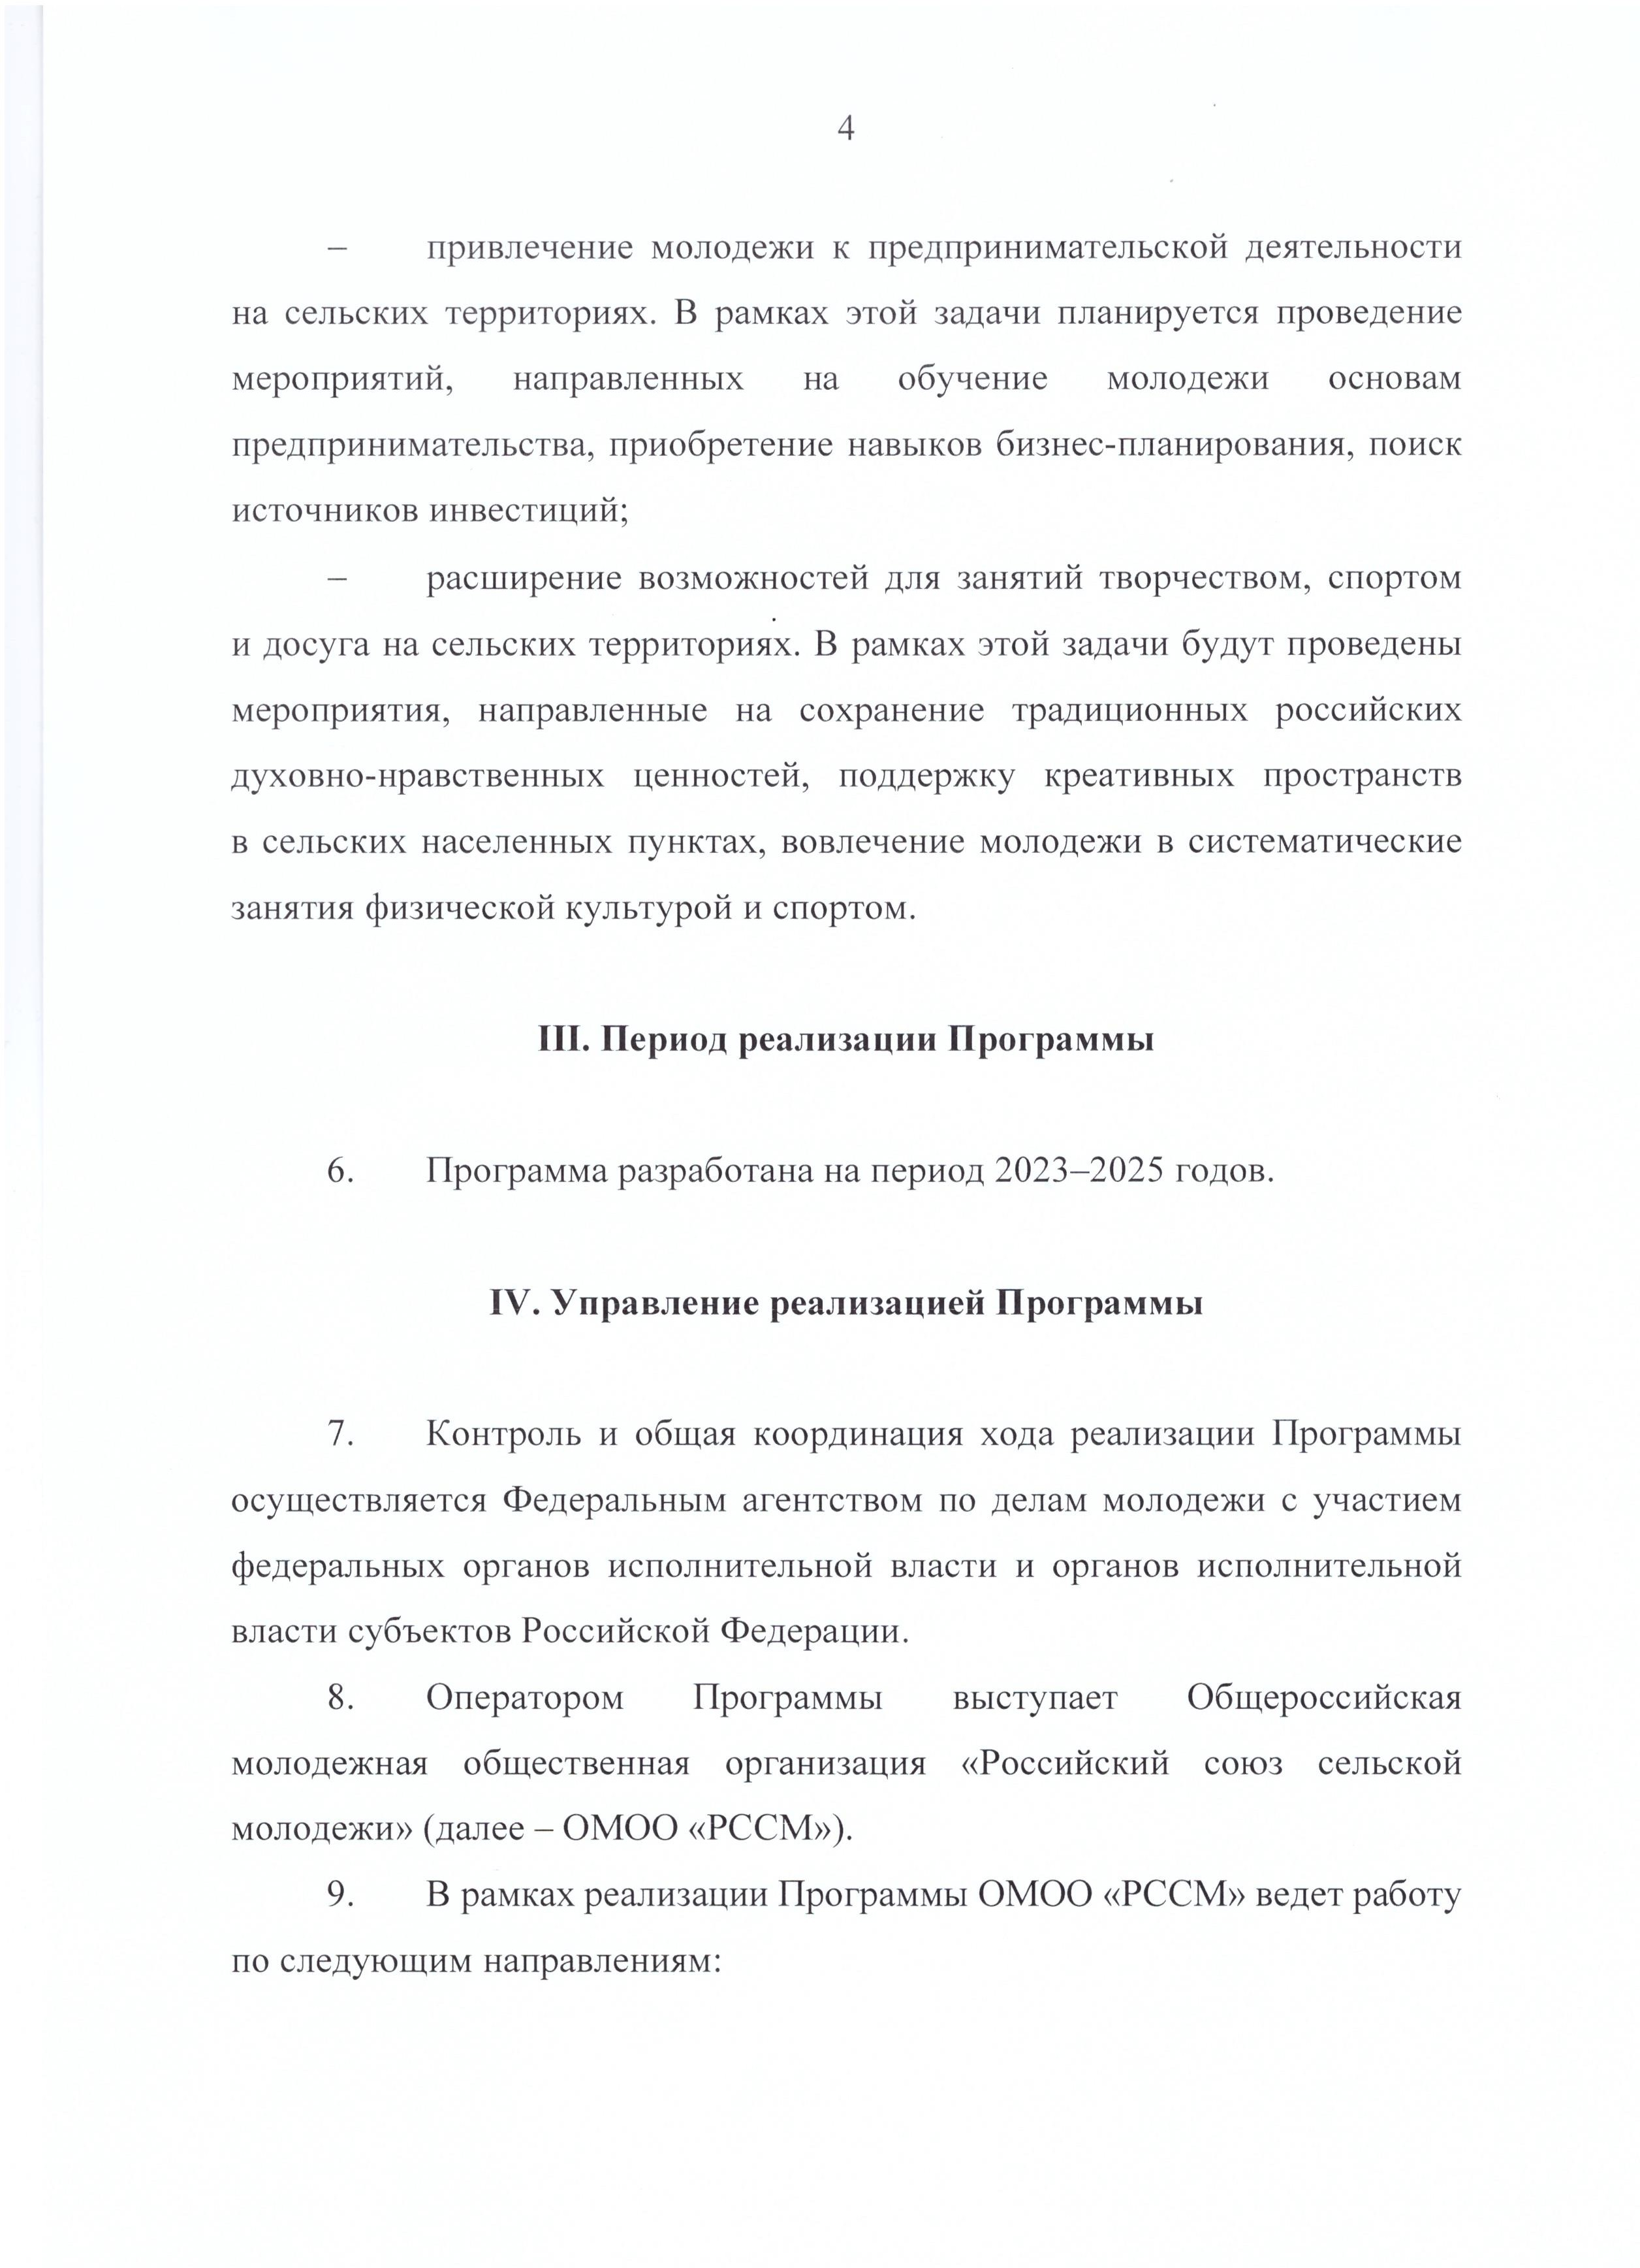 4
– привлечение молодежи к предпринимательской деятельности
на сельских территориях. В рамках этой задачи планируется проведение
мероприятий, направленных на обучение молодежи основам
предпринимательства, приобретение навыков бизнес-планирования, поиск
источников инвестиций;
– расширение возможностей для занятий творчеством, спортом
и досуга на сельских территориях. В рамках этой задачи будут проведены
мероприятия, направленные на сохранение традиционных российских
духовно-нравственных ценностей, поддержку креативных пространств
в сельских населенных пунктах, вовлечение молодежи в систематические
занятия физической культурой и спортом.
III. Период реализации Программы
6. Программа разработана на период 2023–2025 годов.
IV. Управление реализацией Программы
7. Контроль и общая координация хода реализации Программы
осуществляется Федеральным агентством по делам молодежи с участием
федеральных органов исполнительной власти и органов исполнительной
власти субъектов Российской Федерации.
8. Оператором Программы выступает Общероссийская
молодежная общественная организация «Российский союз сельской
молодежи» (далее – ОМОО «РССМ»).
9. В рамках реализации Программы ОМОО «РССМ» ведет работу
по следующим направлениям: